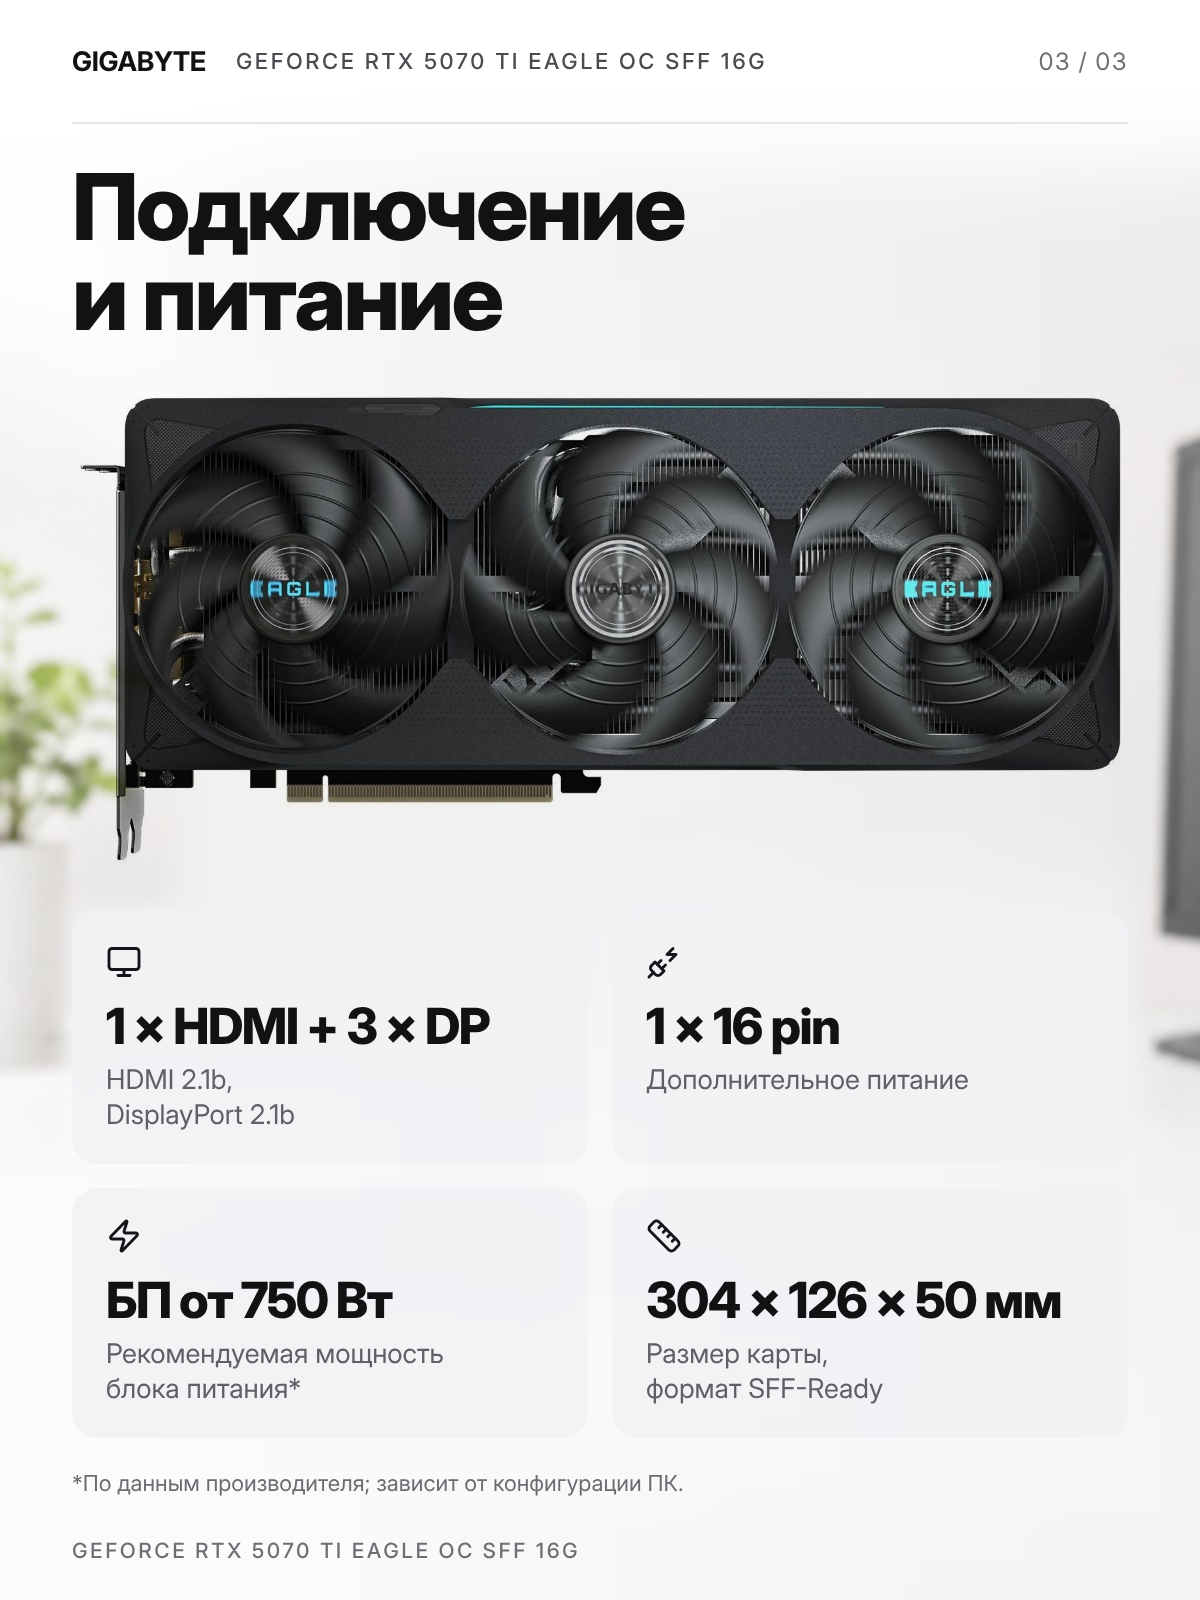 GIGABYTE GEFORCE RTX 5070 TI EAGLE OC SFF 16G 03 / 03
Подключение
и питание
1 × HDMI + 3 × DP
HDMI 2.1b,
DisplayPort 2.1b
1 × 16 pin
Дополнительное питание
БП от 750 Вт
Рекомендуемая мощность
блока питания*
304 × 126 × 50 мм
Размер карты,
формат SFF-Ready
*По данным производителя; зависит от конфигурации ПК.
GEFORCE RTX 5070 TI EAGLE OC SFF 16G